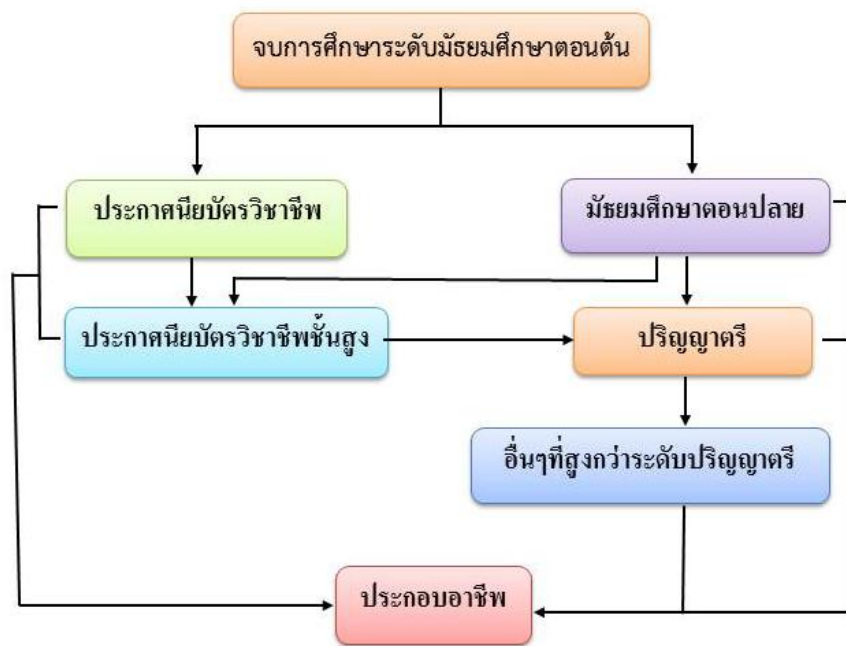 จบการศึกษาระดับมัธยมศึกษาตอนต้น
ประกาศนียบัตรวิชาชีพ
มัธยมศึกษาตอนปลาย
ประกาศนียบัตรวิชาชีพชั้นสูง
ปริญญาตรี
อื่นๆที่สูงกว่าระดับปริญญาตรี
ประกอบอาชีพ